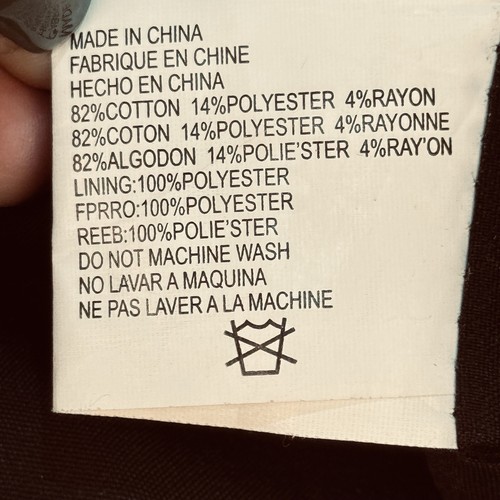 MADE IN CHINA
FABRIQUE EN CHINE
HECHO EN CHINA
82%COTTON 14%POLYESTER 4%RAYON
82%COTON 14%POLYESTER 4%RAYONNE
82%ALGODON 14%POLIE'STER 4%RAY'ON
LINING:100%POLYESTER
FPRRO:100%POLYESTER
REEB:100%POLIE'STER
DO NOT MACHINE WASH
NO LAVAR A MAQUINA
NE PAS LAVER A LA MACHINE